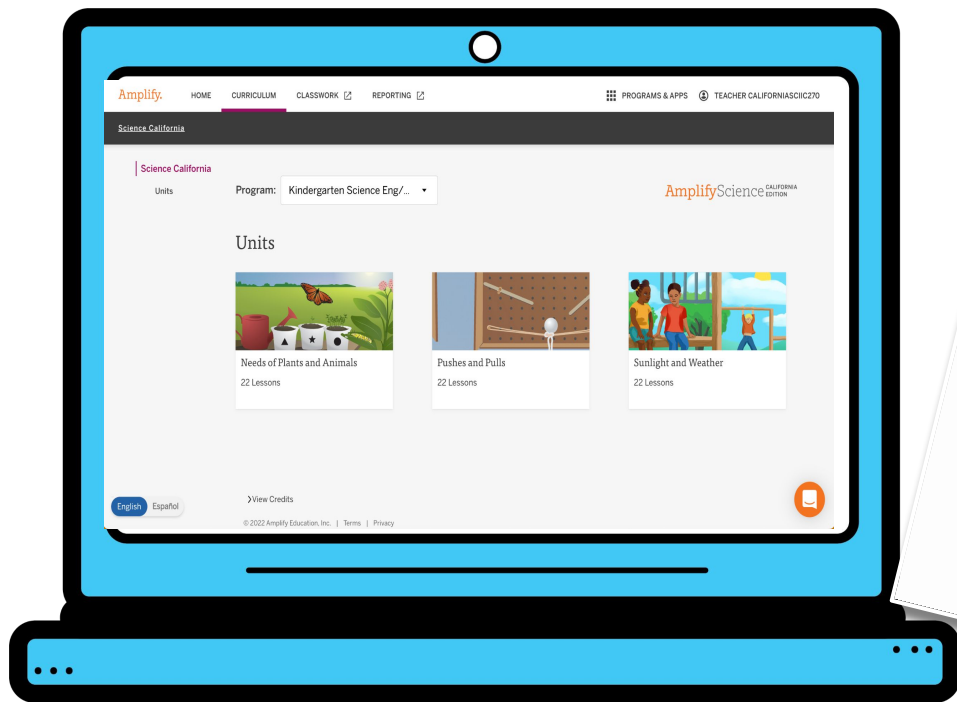 Amplify. HOME CURRICULUM CLASSWORK REPORTING PROGRAMS & APPS TEACHER CALIFORNIASCIIC270
Science California
Science California
Units
Program: Kindergarten Science Eng/...
AmplifyScience CALIFORNIA EDITION
Units
Needs of Plants and Animals
22 Lessons
Pushes and Pulls
22 Lessons
Sunlight and Weather
22 Lessons
View Credits
English Español
© 2022 Amplify Education, Inc. | Terms | Privacy